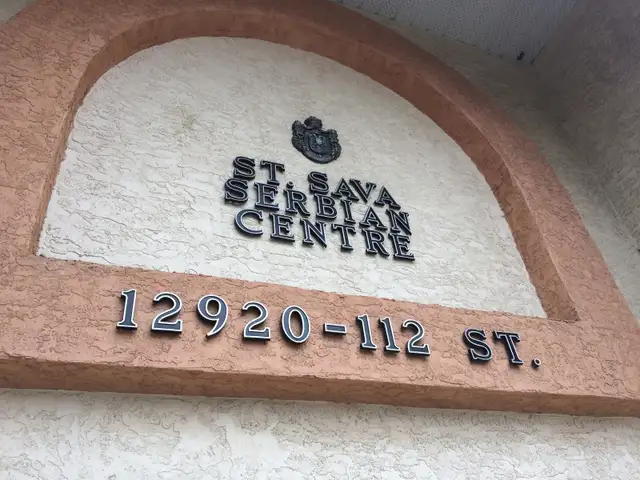 ST. SAVA
SERBIAN
CENTRE
12920-112 ST.